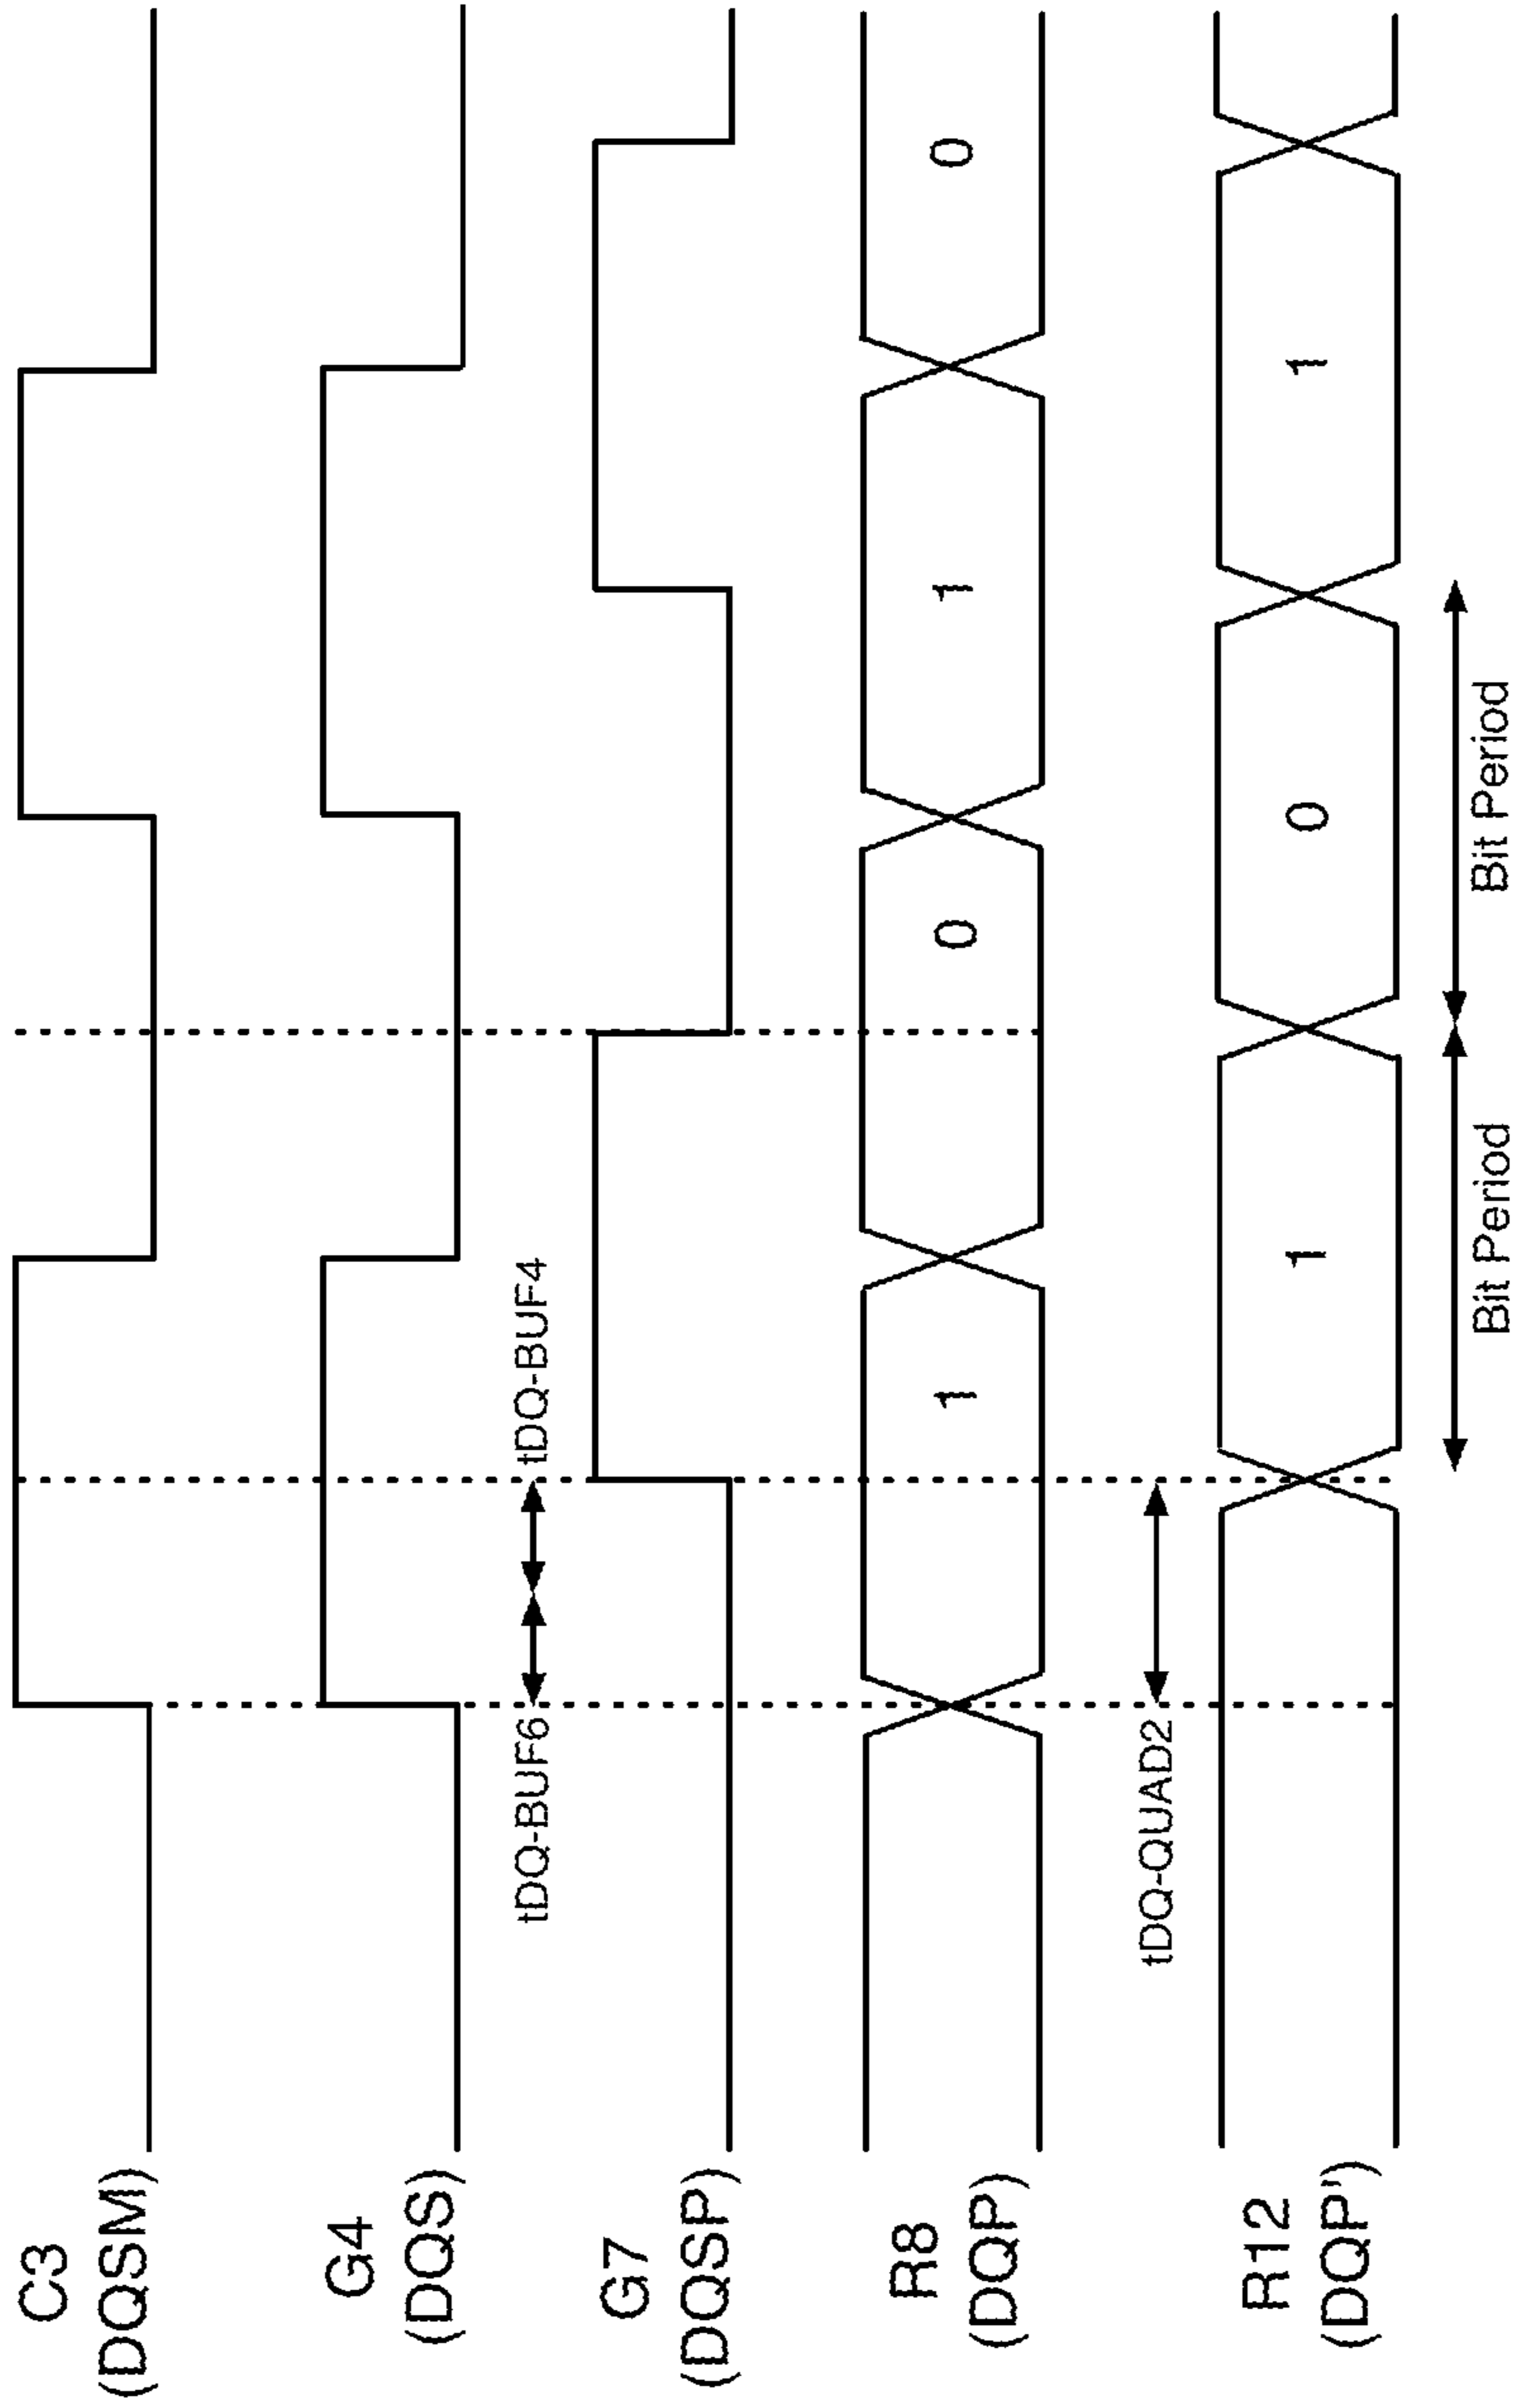 C3
(DQSM)
G4
(DQS)
tDQ-BUF6
tDQ-BUF4
G7
(DQSP)
R8
(DQP)
1
0
1
0
tDQ-QUAD2
R12
(DQP')
1
0
1
Bit Period
Bit Period